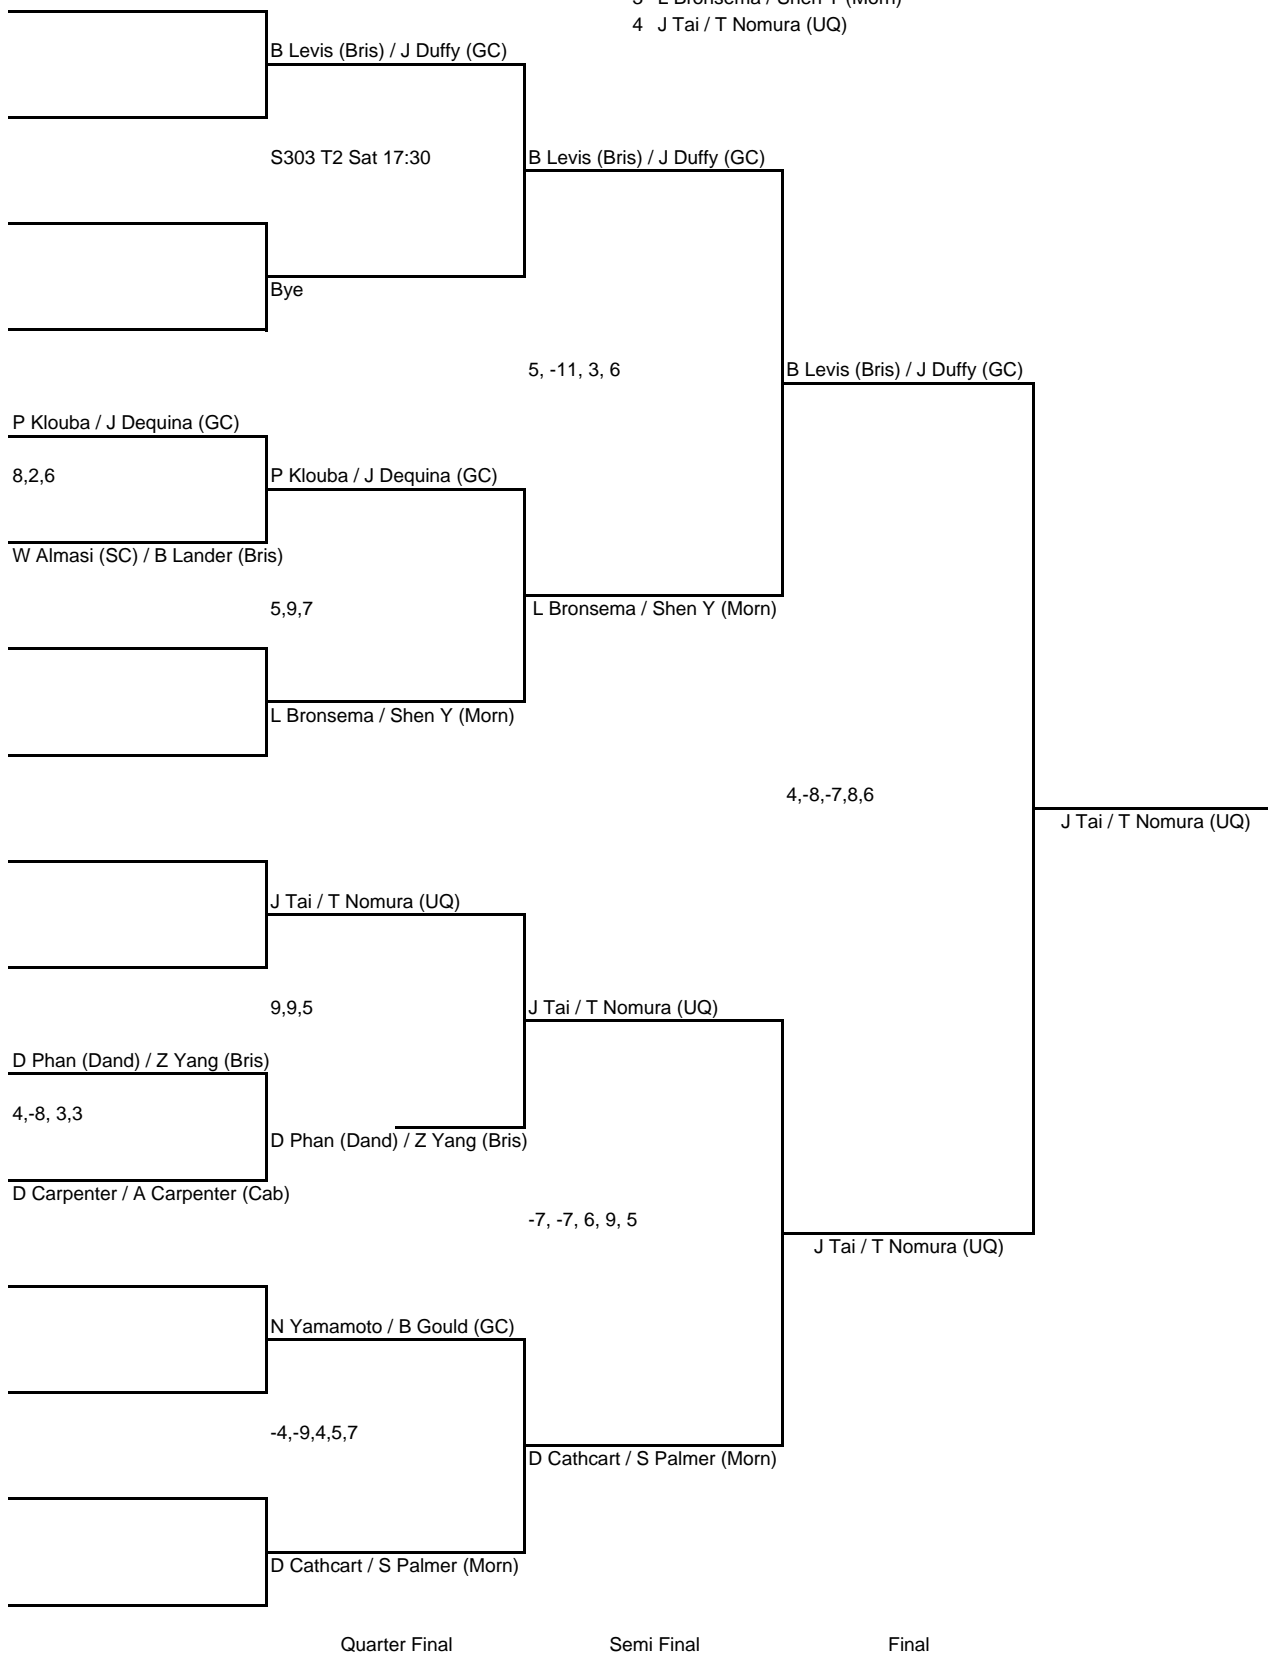 3 L Bronsema / Shen Y (Morn)
4 J Tai / T Nomura (UQ)
B Levis (Bris) / J Duffy (GC)
S303 T2 Sat 17:30
B Levis (Bris) / J Duffy (GC)
Bye
5, -11, 3, 6
B Levis (Bris) / J Duffy (GC)
P Klouba / J Dequina (GC)
8,2,6
P Klouba / J Dequina (GC)
W Almasi (SC) / B Lander (Bris)
5,9,7
L Bronsema / Shen Y (Morn)
L Bronsema / Shen Y (Morn)
4,-8,-7,8,6
J Tai / T Nomura (UQ)
J Tai / T Nomura (UQ)
9,9,5
J Tai / T Nomura (UQ)
D Phan (Dand) / Z Yang (Bris)
4,-8, 3,3
D Phan (Dand) / Z Yang (Bris)
D Carpenter / A Carpenter (Cab)
-7, -7, 6, 9, 5
J Tai / T Nomura (UQ)
N Yamamoto / B Gould (GC)
-4,-9,4,5,7
D Cathcart / S Palmer (Morn)
D Cathcart / S Palmer (Morn)
Quarter Final
Semi Final
Final